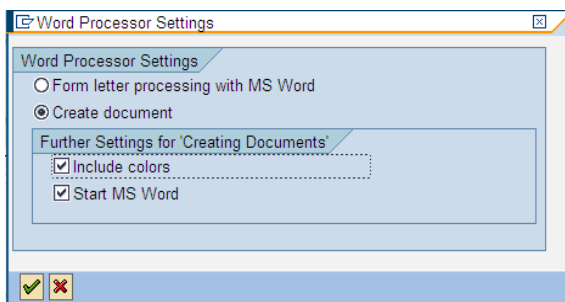 Word Processor Settings
Word Processor Settings
Form letter processing with MS Word
Create document
Further Settings for 'Creating Documents'
Include colors
Start MS Word